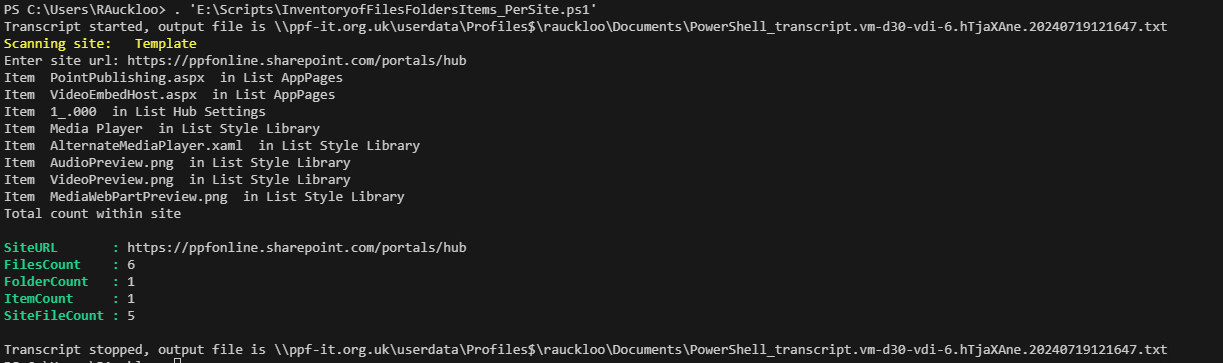 PS C:\Users\RAuckloo> . 'E:\Scripts\InventoryofFilesFoldersItems_PerSite.ps1'
Transcript started, output file is \\ppf-it.org.uk\userdata\Profiles$\rauckloo\Documents\PowerShell_transcript.vm-d30-vdi-6.hTjaXAne.20240719121647.txt
Scanning site:   Template
Enter site url: https://ppfonline.sharepoint.com/portals/hub
Item  PointPublishing.aspx  in List AppPages
Item  VideoEmbedHost.aspx  in List AppPages
Item  1_.000  in List Hub Settings
Item  Media Player  in List Style Library
Item  AlternateMediaPlayer.xaml  in List Style Library
Item  AudioPreview.png  in List Style Library
Item  VideoPreview.png  in List Style Library
Item  MediaWebPartPreview.png  in List Style Library
Total count within site
SiteURL       : https://ppfonline.sharepoint.com/portals/hub
FilesCount    : 6
FolderCount   : 1
ItemCount     : 1
SiteFileCount : 5
Transcript stopped, output file is \\ppf-it.org.uk\userdata\Profiles$\rauckloo\Documents\PowerShell_transcript.vm-d30-vdi-6.hTjaXAne.20240719121647.txt